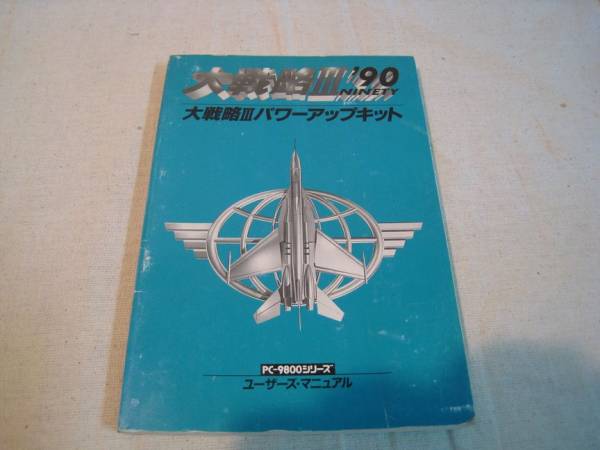 大戦略III'90
NINETY
大戦略IIIパワーアップキット
PC-9800シリーズ
ユーザーズ・マニュアル